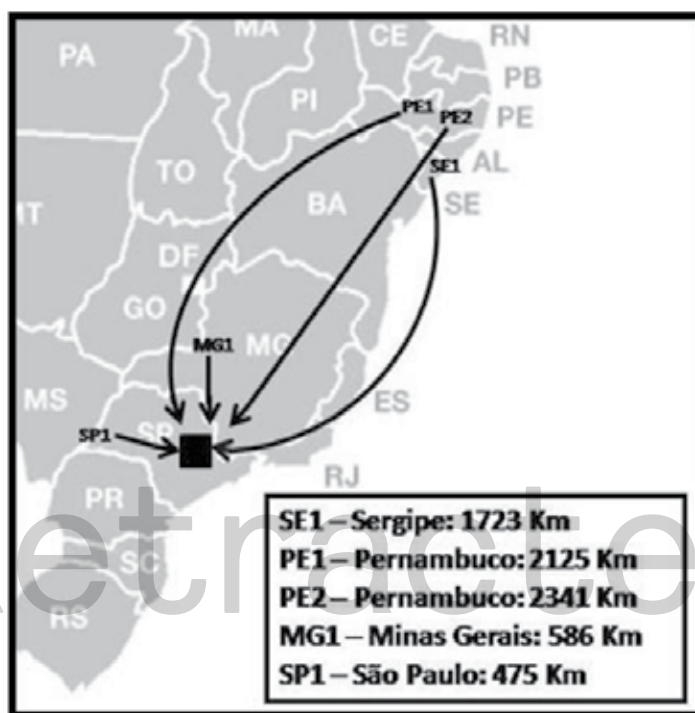 MA
CE
RN
PA
PB
PI
PE1
PE2
PE
TO
SE1
AL
BA
SE
DF
GO
MG1
MG
MS
ES
SP1
SP
RJ
PR
SC
RS
SE1 – Sergipe: 1723 Km
PE1 – Pernambuco: 2125 Km
PE2 – Pernambuco: 2341 Km
MG1 – Minas Gerais: 586 Km
SP1 – São Paulo: 475 Km